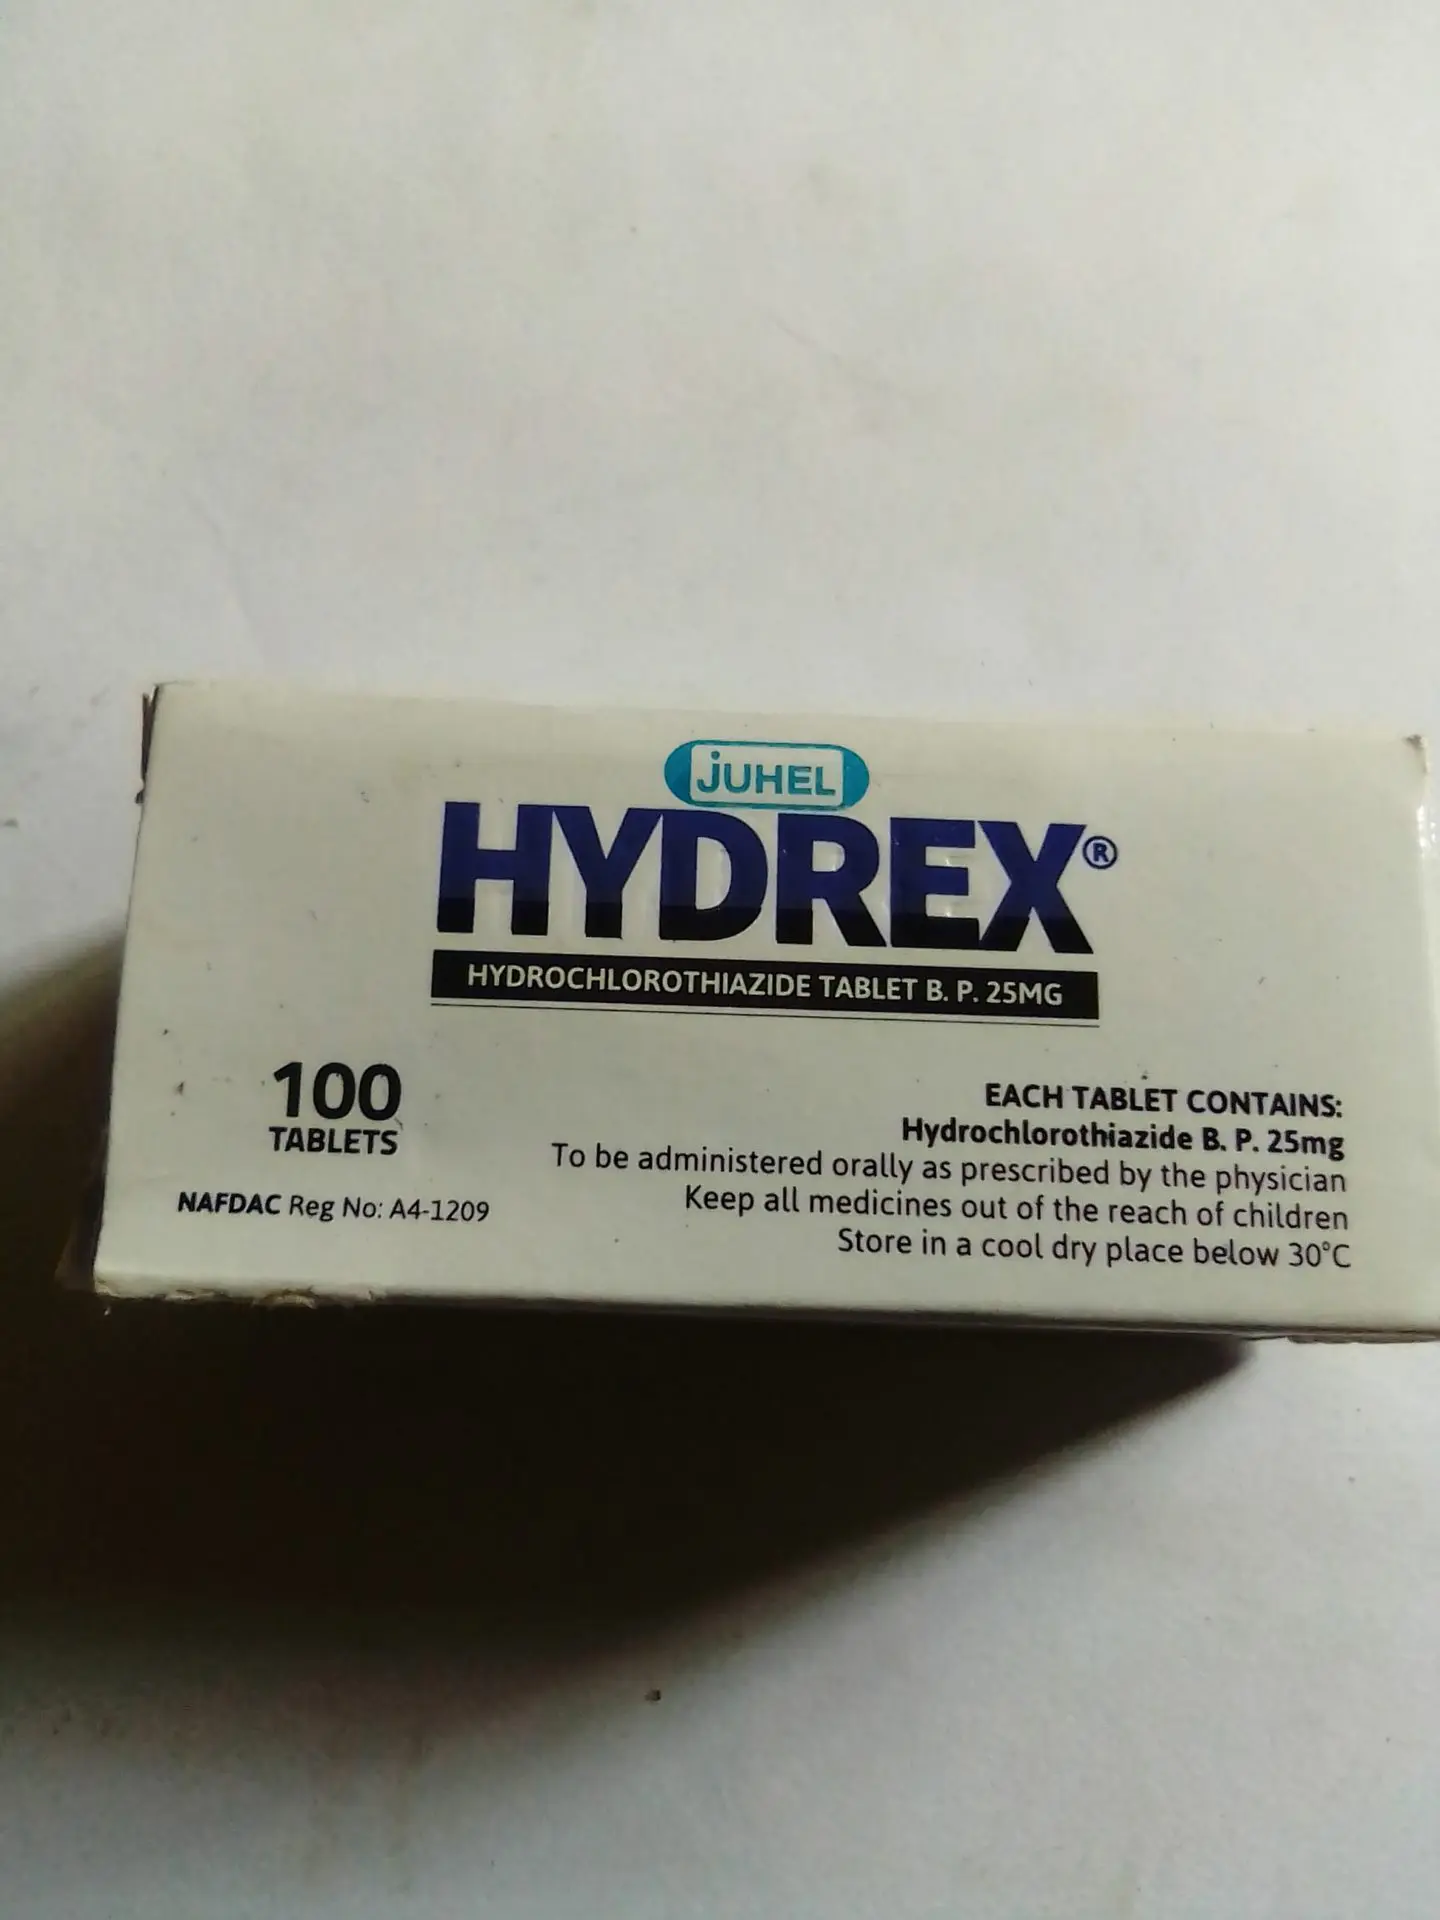 JUHEL
HYDREX®
HYDROCHLOROTHIAZIDE TABLET B. P. 25MG
100
TABLETS
NAFDAC Reg No: A4-1209
EACH TABLET CONTAINS:
Hydrochlorothiazide B. P. 25mg
To be administered orally as prescribed by the physician
Keep all medicines out of the reach of children
Store in a cool dry place below 30°C